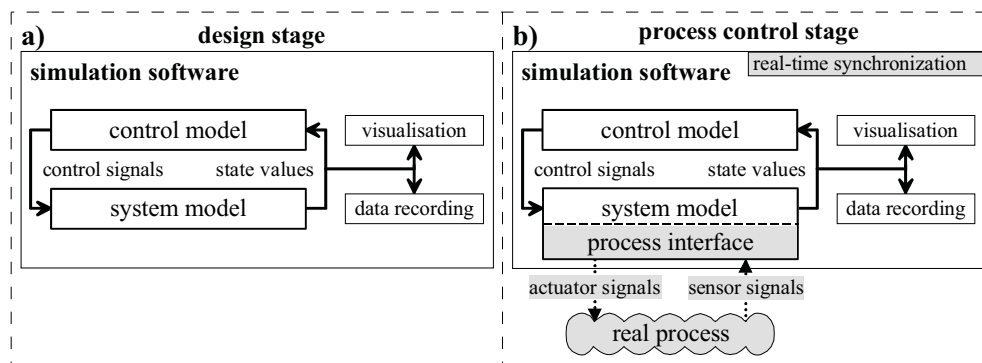 a)
design stage
simulation software
control model
control signals
state values
system model
visualisation
data recording
b)
process control stage
simulation software
real-time synchronization
control model
control signals
state values
system model
process interface
visualisation
data recording
actuator signals
sensor signals
real process